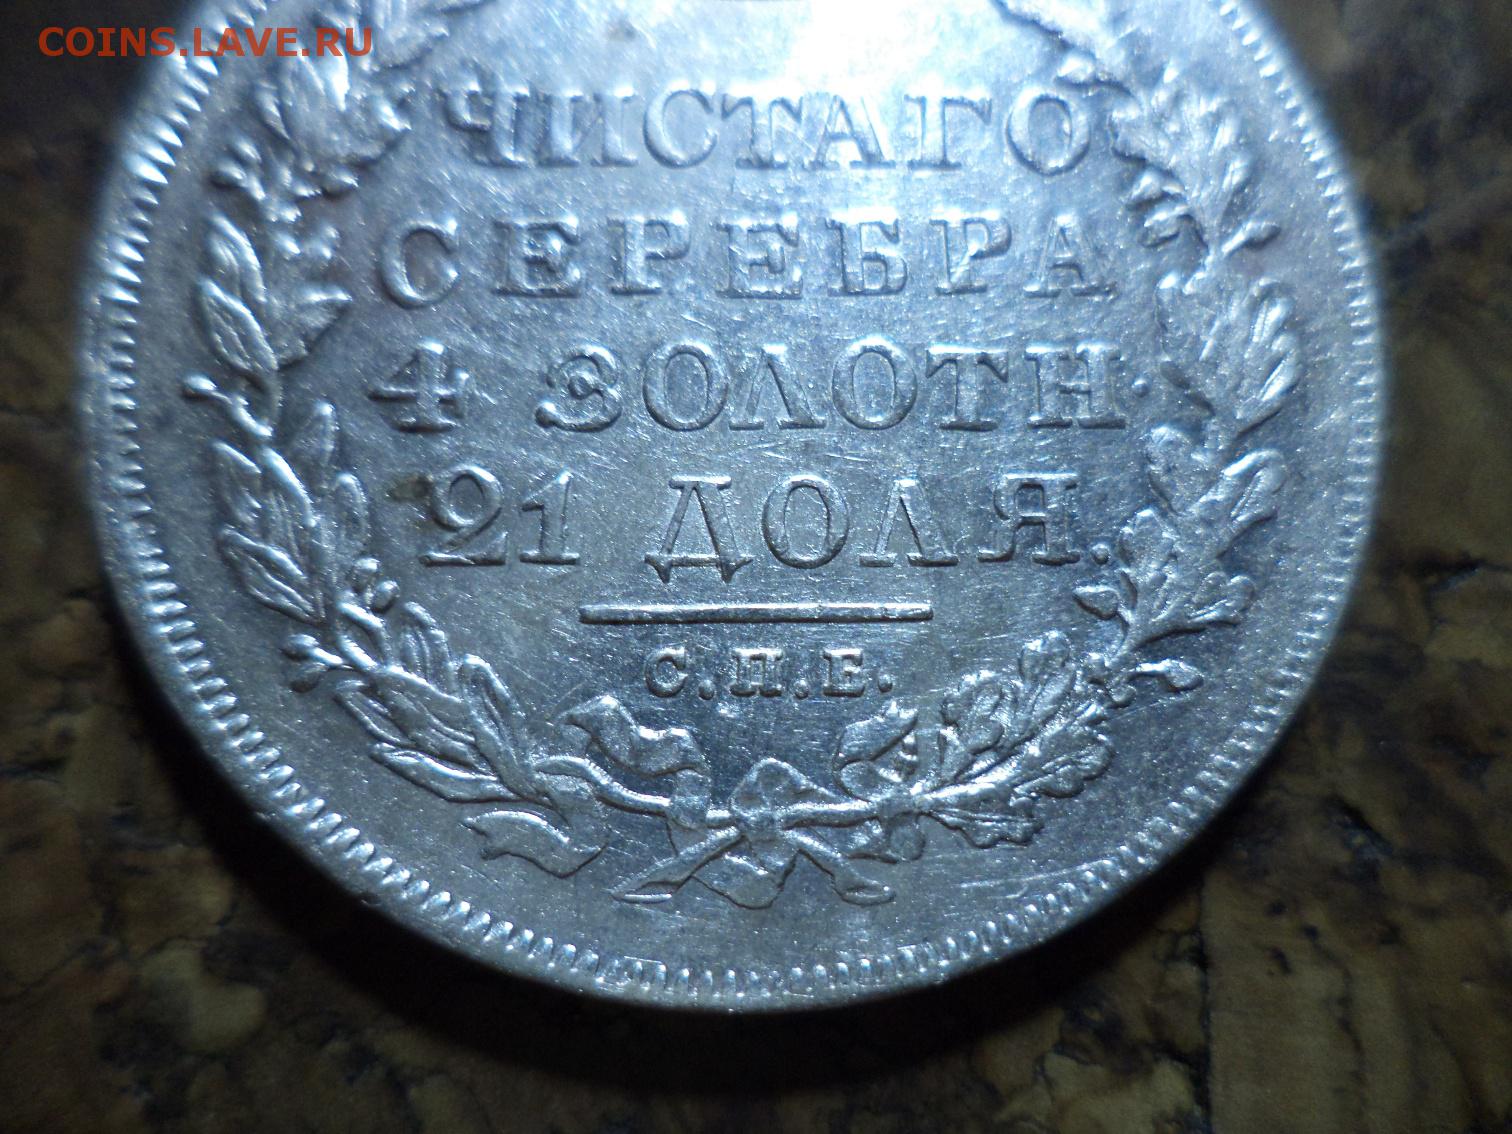 COINS.LAVE.RU
ЧИСТАГО
СЕРЕБРА
4 ЗОЛОТН.
21 ДОЛЯ.
С.П.Б.